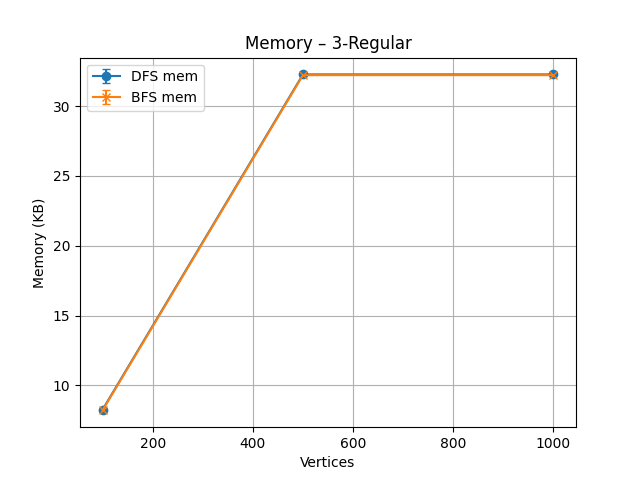 Memory – 3-Regular
DFS mem
BFS mem
Memory (KB)
30
25
20
15
10
200 400 600 800 1000
Vertices